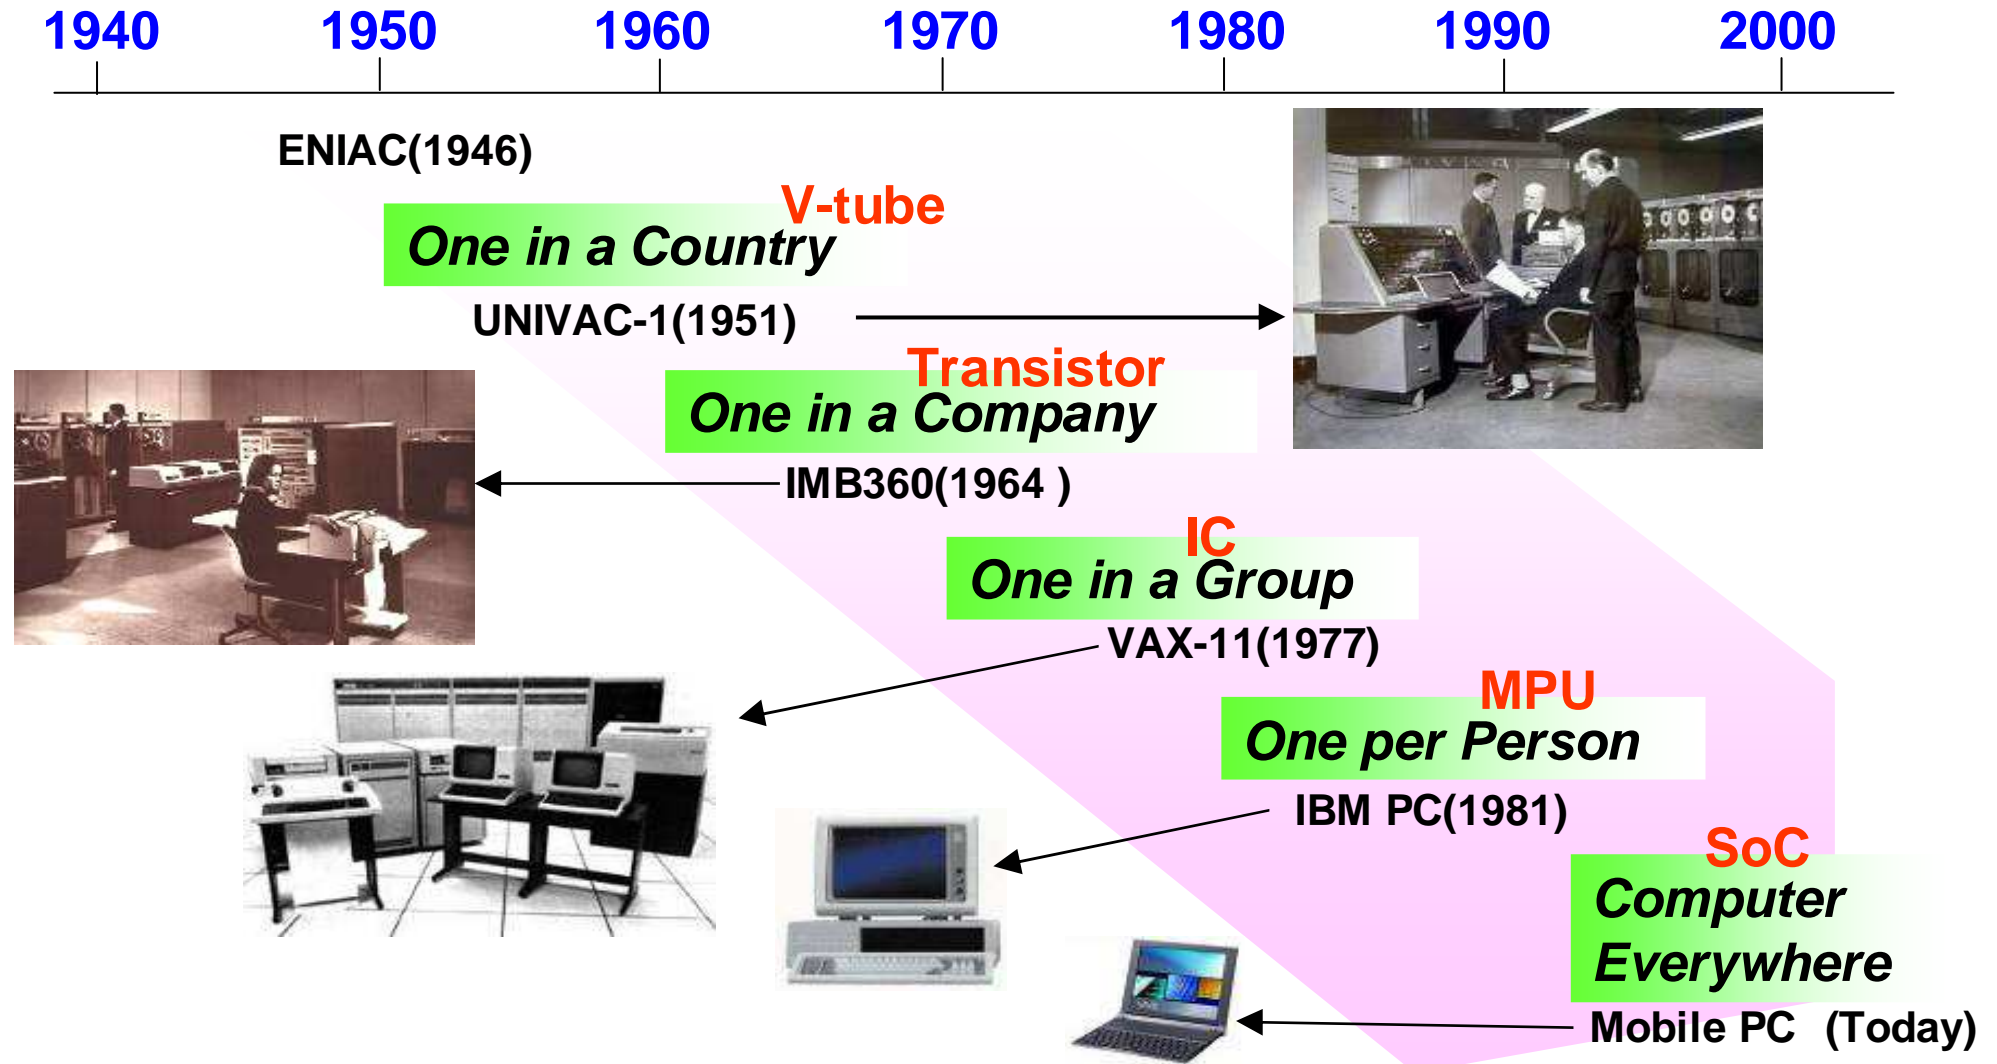 1940 1950 1960 1970 1980 1990 2000
ENIAC(1946)
V-tube
One in a Country
UNIVAC-1(1951)
Transistor
One in a Company
IMB360(1964 )
IC
One in a Group
VAX-11(1977)
MPU
One per Person
IBM PC(1981)
SoC
Computer
Everywhere
Mobile PC (Today)